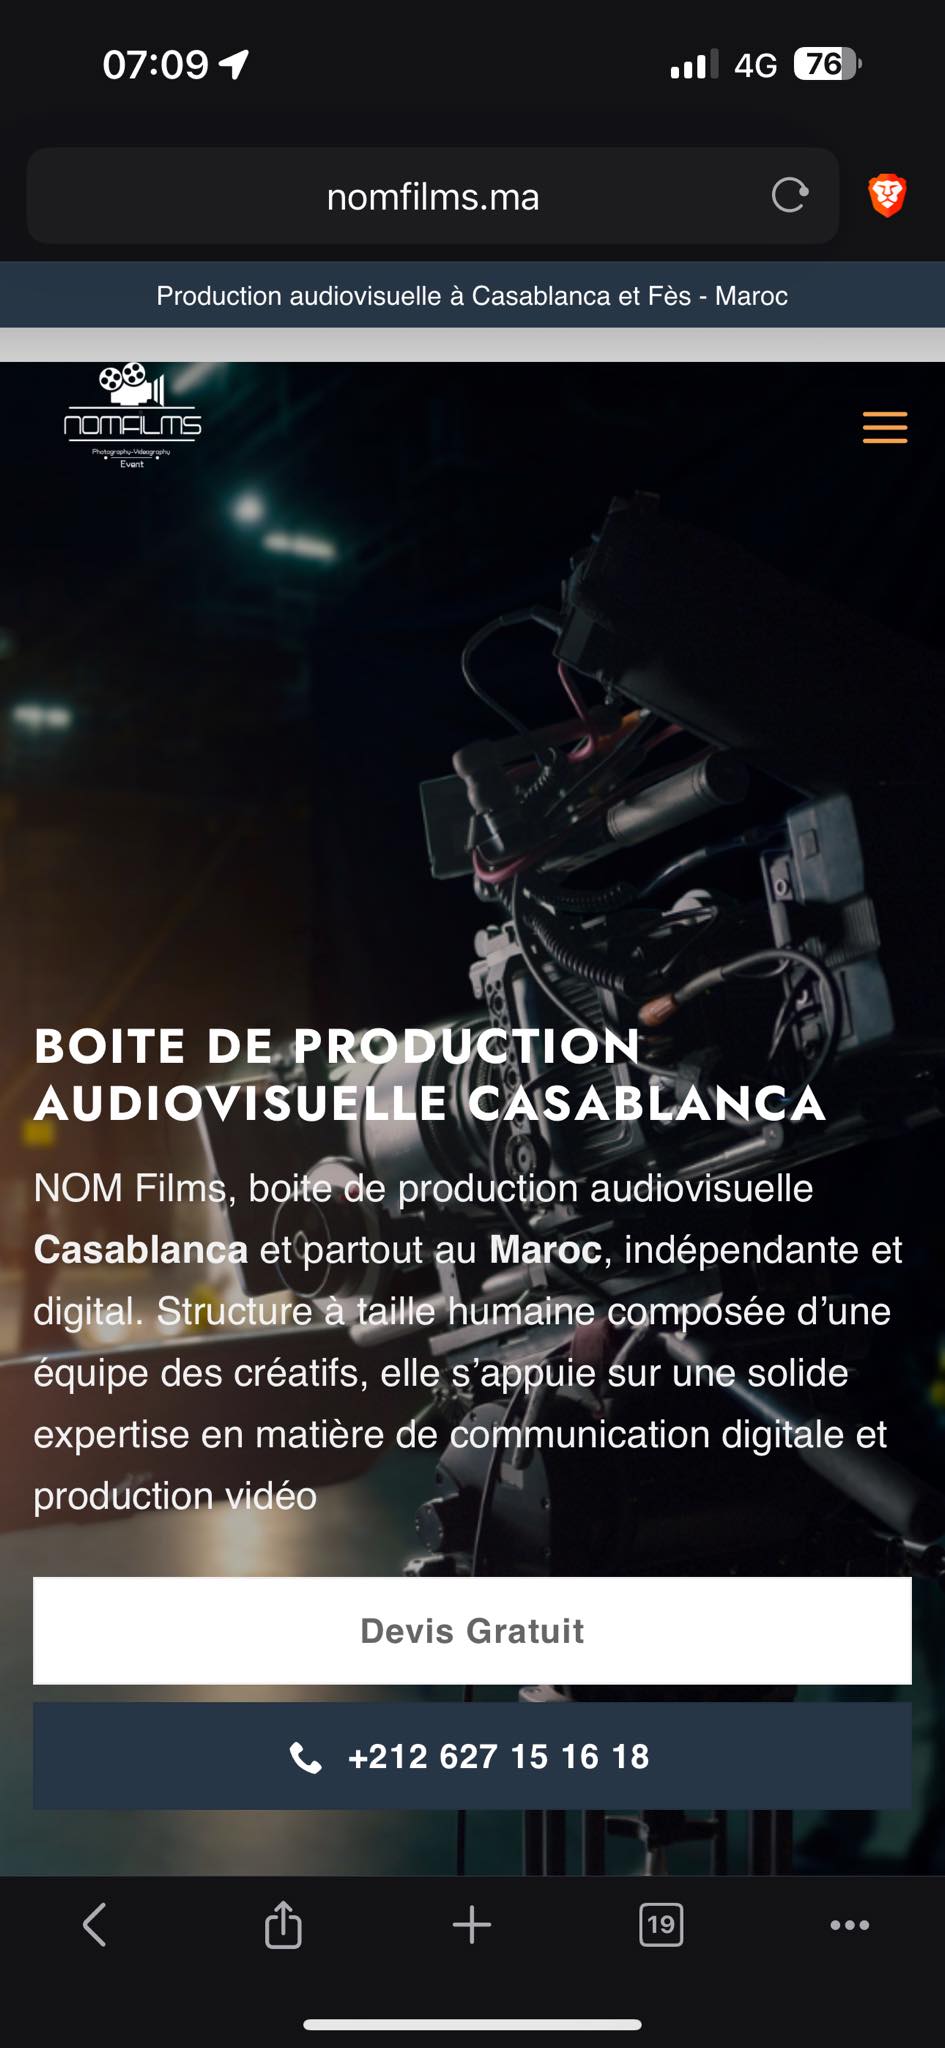 07:09
4G
76
nomfilms.ma
Production audiovisuelle à Casablanca et Fès - Maroc
NOMFILMS
Photography-Videography
Event
BOITE DE PRODUCTION
AUDIOVISUELLE CASABLANCA
NOM Films, boite de production audiovisuelle
Casablanca et partout au Maroc, indépendante et
digital. Structure à taille humaine composée d’une
équipe des créatifs, elle s’appuie sur une solide
expertise en matière de communication digitale et
production vidéo
Devis Gratuit
+212 627 15 16 18
19